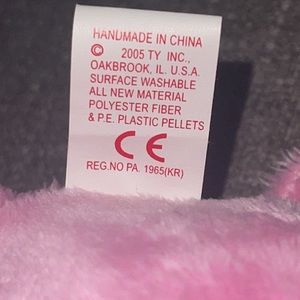 HANDMADE IN CHINA
© 2005 TY INC.,
OAKBROOK, IL. U.S.A.
SURFACE WASHABLE
ALL NEW MATERIAL
POLYESTER FIBER
& P.E. PLASTIC PELLETS
CE
REG.NO PA. 1965(KR)